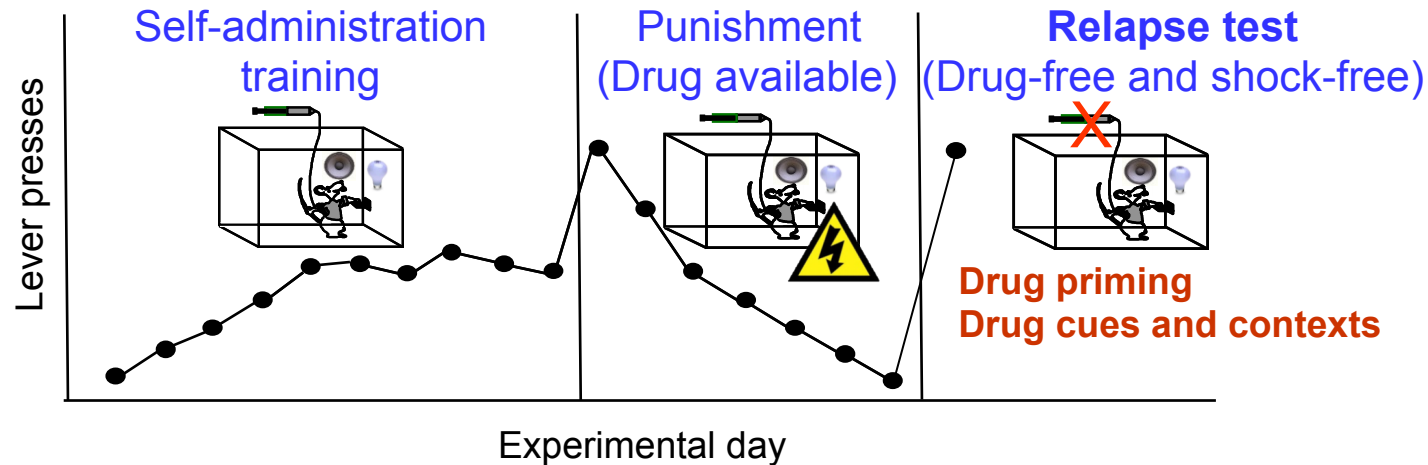 Self-administration
training
Punishment
(Drug available)
Relapse test
(Drug-free and shock-free)
Lever presses
X
Drug priming
Drug cues and contexts
Experimental day